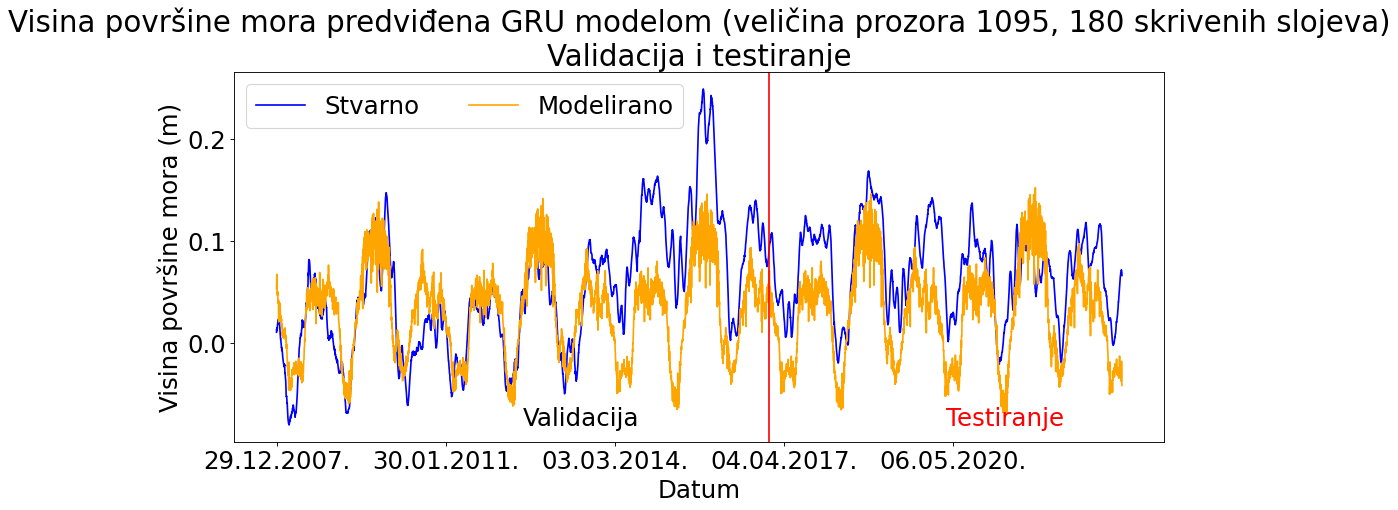 Visina površine mora predviđena GRU modelom (veličina prozora 1095, 180 skrivenih slojeva)
Validacija i testiranje
Stvarno
Modelirano
Visina površine mora (m)
0.2
0.1
0.0
Validacija
Testiranje
29.12.2007.
30.01.2011.
03.03.2014.
04.04.2017.
06.05.2020.
Datum